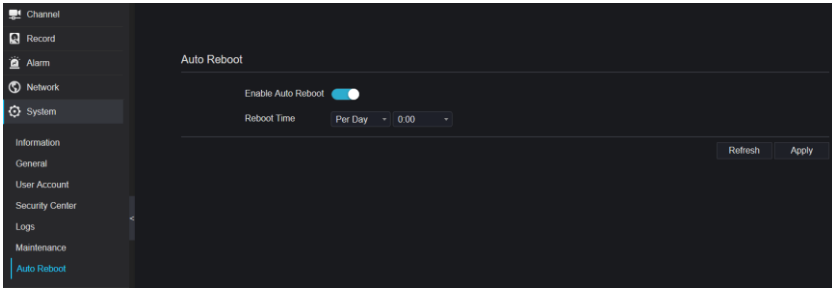 Channel
Record
Alarm
Network
System
Information
General
User Account
Security Center
Logs
Maintenance
Auto Reboot
<
Auto Reboot
Enable Auto Reboot
Reboot Time Per Day 0:00
Refresh Apply